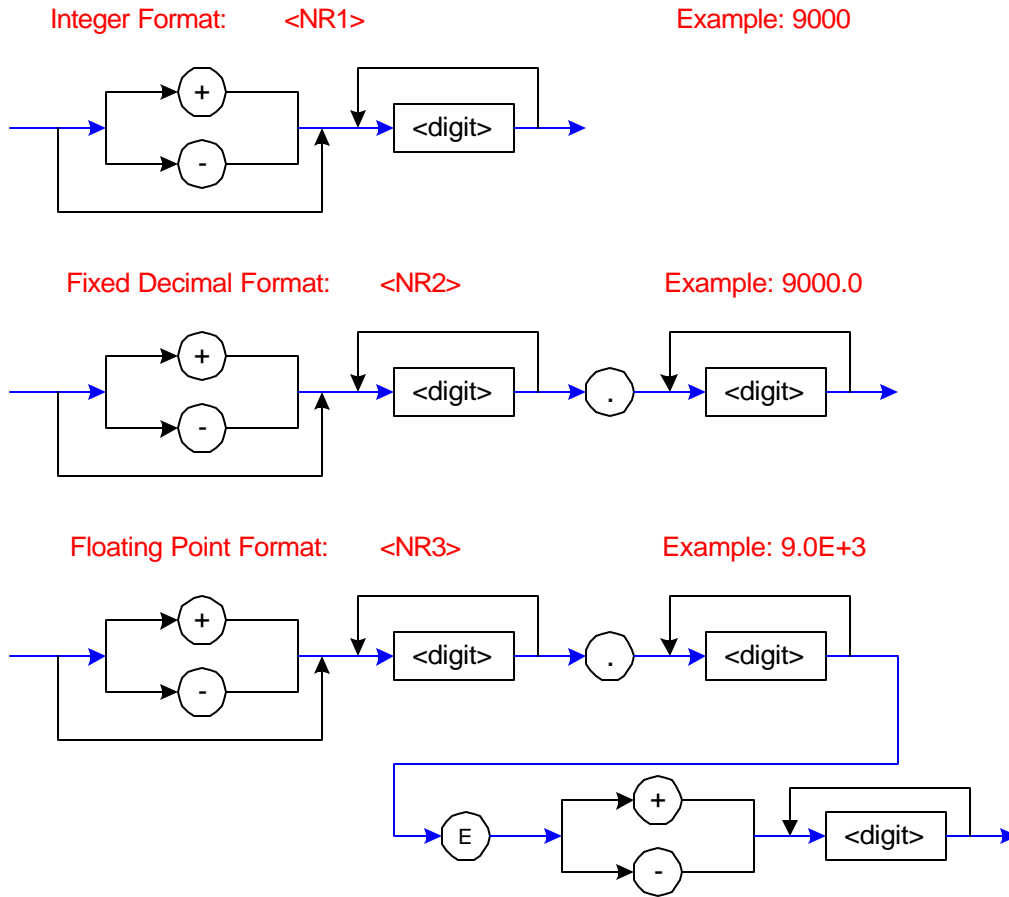 Integer Format: <NR1> Example: 9000
+
<digit>
-
Fixed Decimal Format: <NR2> Example: 9000.0
+
<digit> . <digit>
-
Floating Point Format: <NR3> Example: 9.0E+3
+
<digit> . <digit>
-
+
E <digit>
-